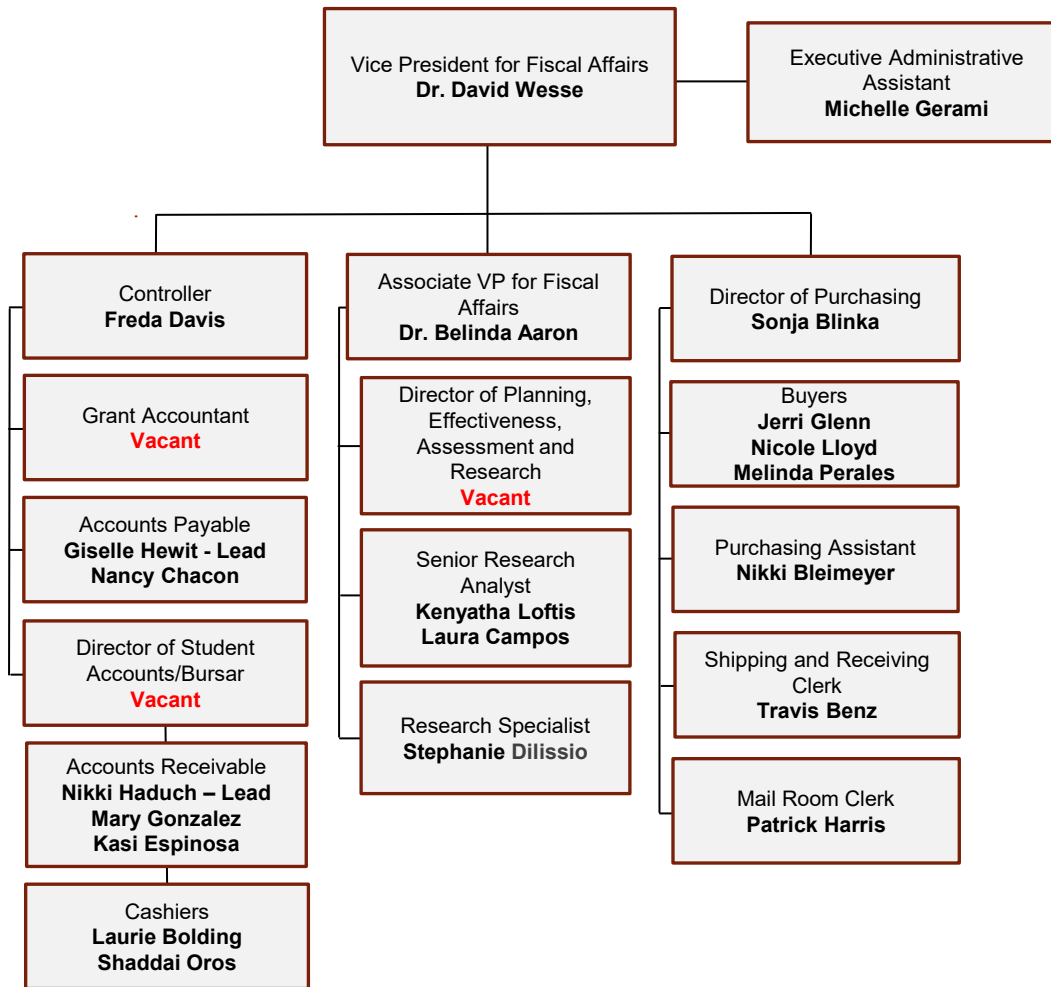 Vice President for Fiscal Affairs
Dr. David Wesse
Executive Administrative
Assistant
Michelle Gerami
Controller
Freda Davis
Grant Accountant
Vacant
Accounts Payable
Giselle Hewit - Lead
Nancy Chacon
Director of Student
Accounts/Bursar
Vacant
Accounts Receivable
Nikki Haduch – Lead
Mary Gonzalez
Kasi Espinosa
Cashiers
Laurie Bolding
Shaddai Oros
Associate VP for Fiscal
Affairs
Dr. Belinda Aaron
Director of Planning,
Effectiveness,
Assessment and
Research
Vacant
Senior Research
Analyst
Kenyatha Loftis
Laura Campos
Research Specialist
Stephanie Dilissio
Director of Purchasing
Sonja Blinka
Buyers
Jerri Glenn
Nicole Lloyd
Melinda Perales
Purchasing Assistant
Nikki Bleimeyer
Shipping and Receiving
Clerk
Travis Benz
Mail Room Clerk
Patrick Harris